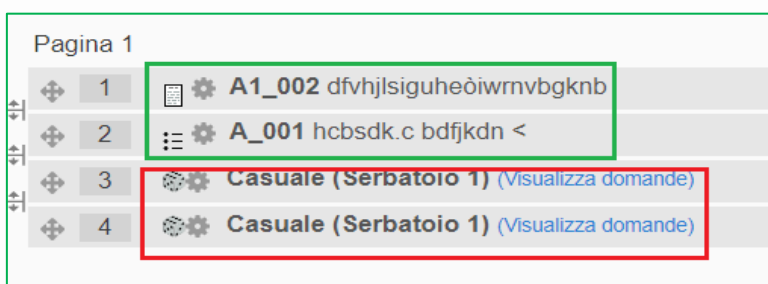 Pagina 1
1 A1_002 dfvhjlsiguheòiwrnvbgknb
2 A_001 hcbsdk.c bdfjkdn <
3 Casuale (Serbatoio 1) (Visualizza domande)
4 Casuale (Serbatoio 1) (Visualizza domande)